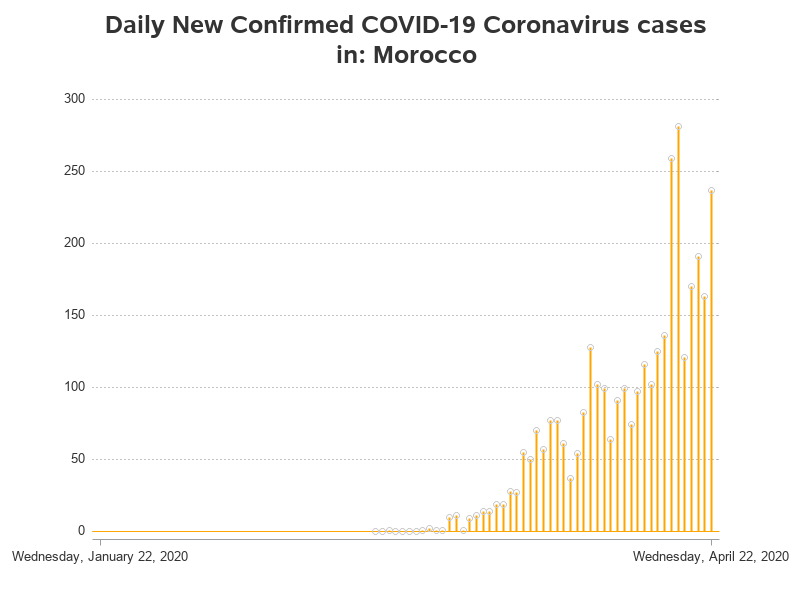 Daily New Confirmed COVID-19 Coronavirus cases
in: Morocco
300
250
200
150
100
50
0
Wednesday, January 22, 2020
Wednesday, April 22, 2020